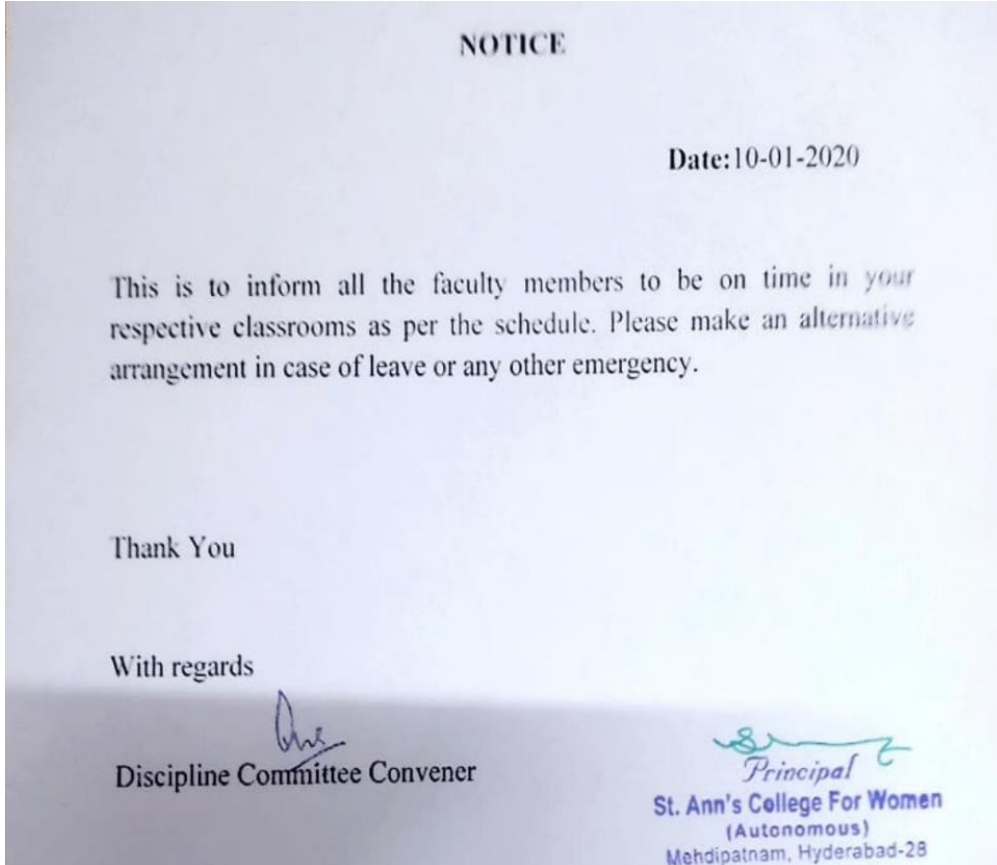 NOTICE
Date:10-01-2020
This is to inform all the faculty members to be on time in your
respective classrooms as per the schedule. Please make an alternative
arrangement in case of leave or any other emergency.
Thank You
With regards
Discipline Committee Convener
Principal
St. Ann's College For Women
(Autonomous)
Mehdipatnam, Hyderabad-28